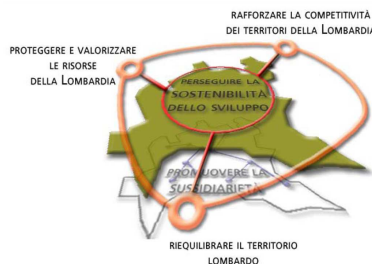 RAFFORZARE LA COMPETITIVITÀ
DEI TERRITORI DELLA LOMBARDIA
PROTEGGERE E VALORIZZARE
LE RISORSE
DELLA LOMBARDIA
PERSEGUIRE LA
SOSTENIBILITÀ
DELLO SVILUPPO
PROMUOVERE LA
SUSSIDIARIETÀ
RIEQUILIBRARE IL TERRITORIO
LOMBARDO